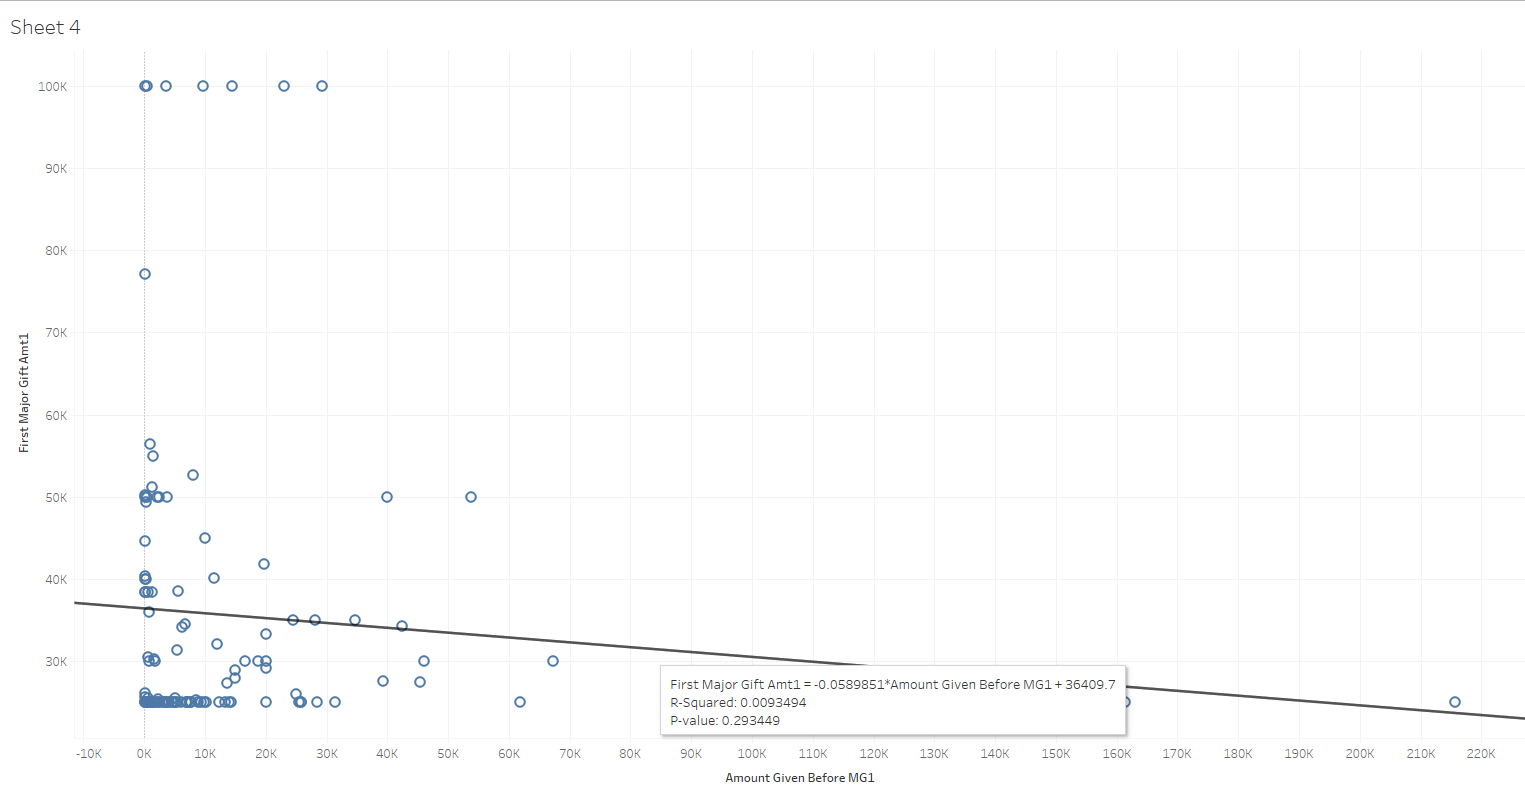 Sheet 4
100K
90K
80K
70K
60K
50K
40K
30K
First Major Gift Amt1
First Major Gift Amt1 = -0.0589851*Amount Given Before MG1 + 36409.7
R-Squared: 0.0093494
P-value: 0.293449
-10K 0K 10K 20K 30K 40K 50K 60K 70K 80K 90K 100K 110K 120K 130K 140K 150K 160K 170K 180K 190K 200K 210K 220K
Amount Given Before MG1